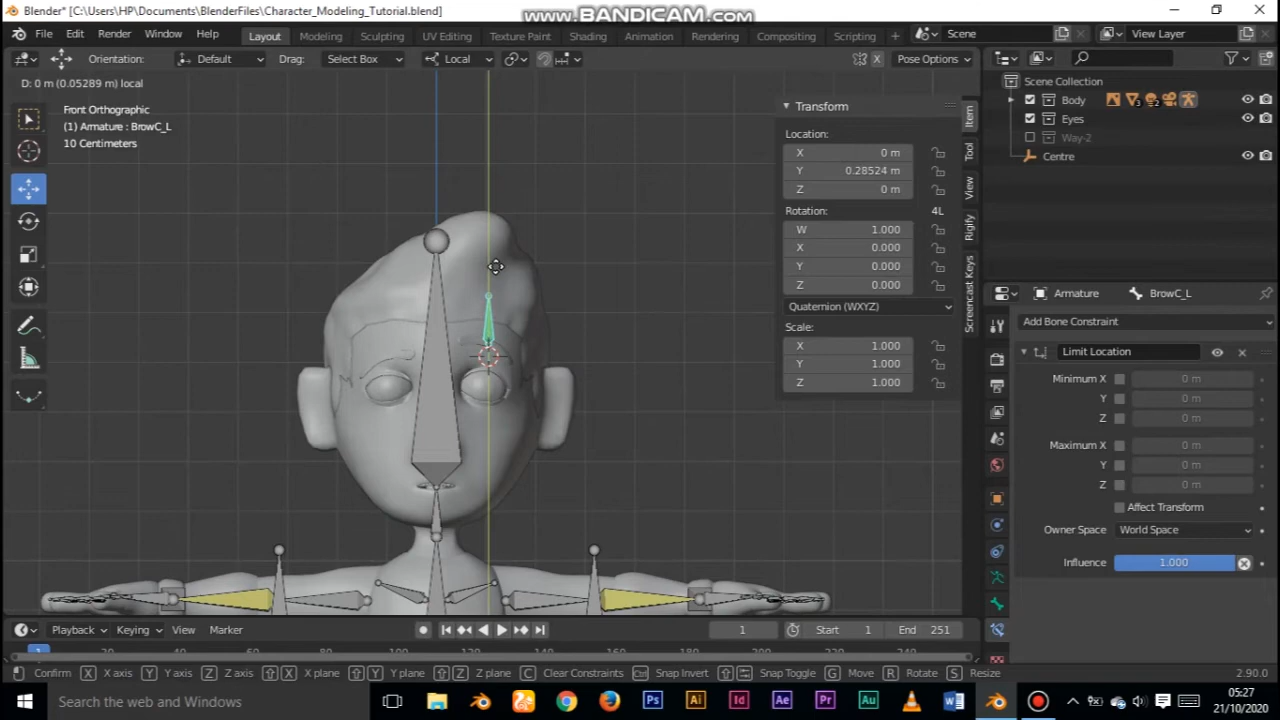 Blender* [C:\Users\HP\Documents\BlenderFiles\Character_Modeling_Tutorial.blend]
www.BANDICAM.com
File Edit Render Window Help
Layout Modeling Sculpting UV Editing Texture Paint Shading Animation Rendering Compositing Scripting +
Scene
View Layer
Orientation: Default Drag: Select Box Local
X Pose Options
D: 0 m (0.05289 m) local
Front Orthographic
(1) Armature : BrowC_L
10 Centimeters
Transform
Location:
X 0 m
Y 0.28524 m
Z 0 m
Rotation: 4L
W 1.000
X 0.000
Y 0.000
Z 0.000
Quaternion (WXYZ)
Scale:
X 1.000
Y 1.000
Z 1.000
Item
Tool
View
Rigify
Screencast Keys
Scene Collection
Body
Eyes
Way-2
Centre
Armature BrowC_L
Add Bone Constraint
Limit Location
Minimum X 0 m
Y 0 m
Z 0 m
Maximum X 0 m
Y 0 m
Z 0 m
Affect Transform
Owner Space World Space
Influence 1.000
Playback Keying View Marker
1 Start 1 End 251
Confirm X X axis Y Y axis Z Z axis X X plane Y Y plane Z Z plane C Clear Constraints Snap Invert Snap Toggle G Move R Rotate S Resize
2.90.0
Search Windows
05:27
21/10/2020